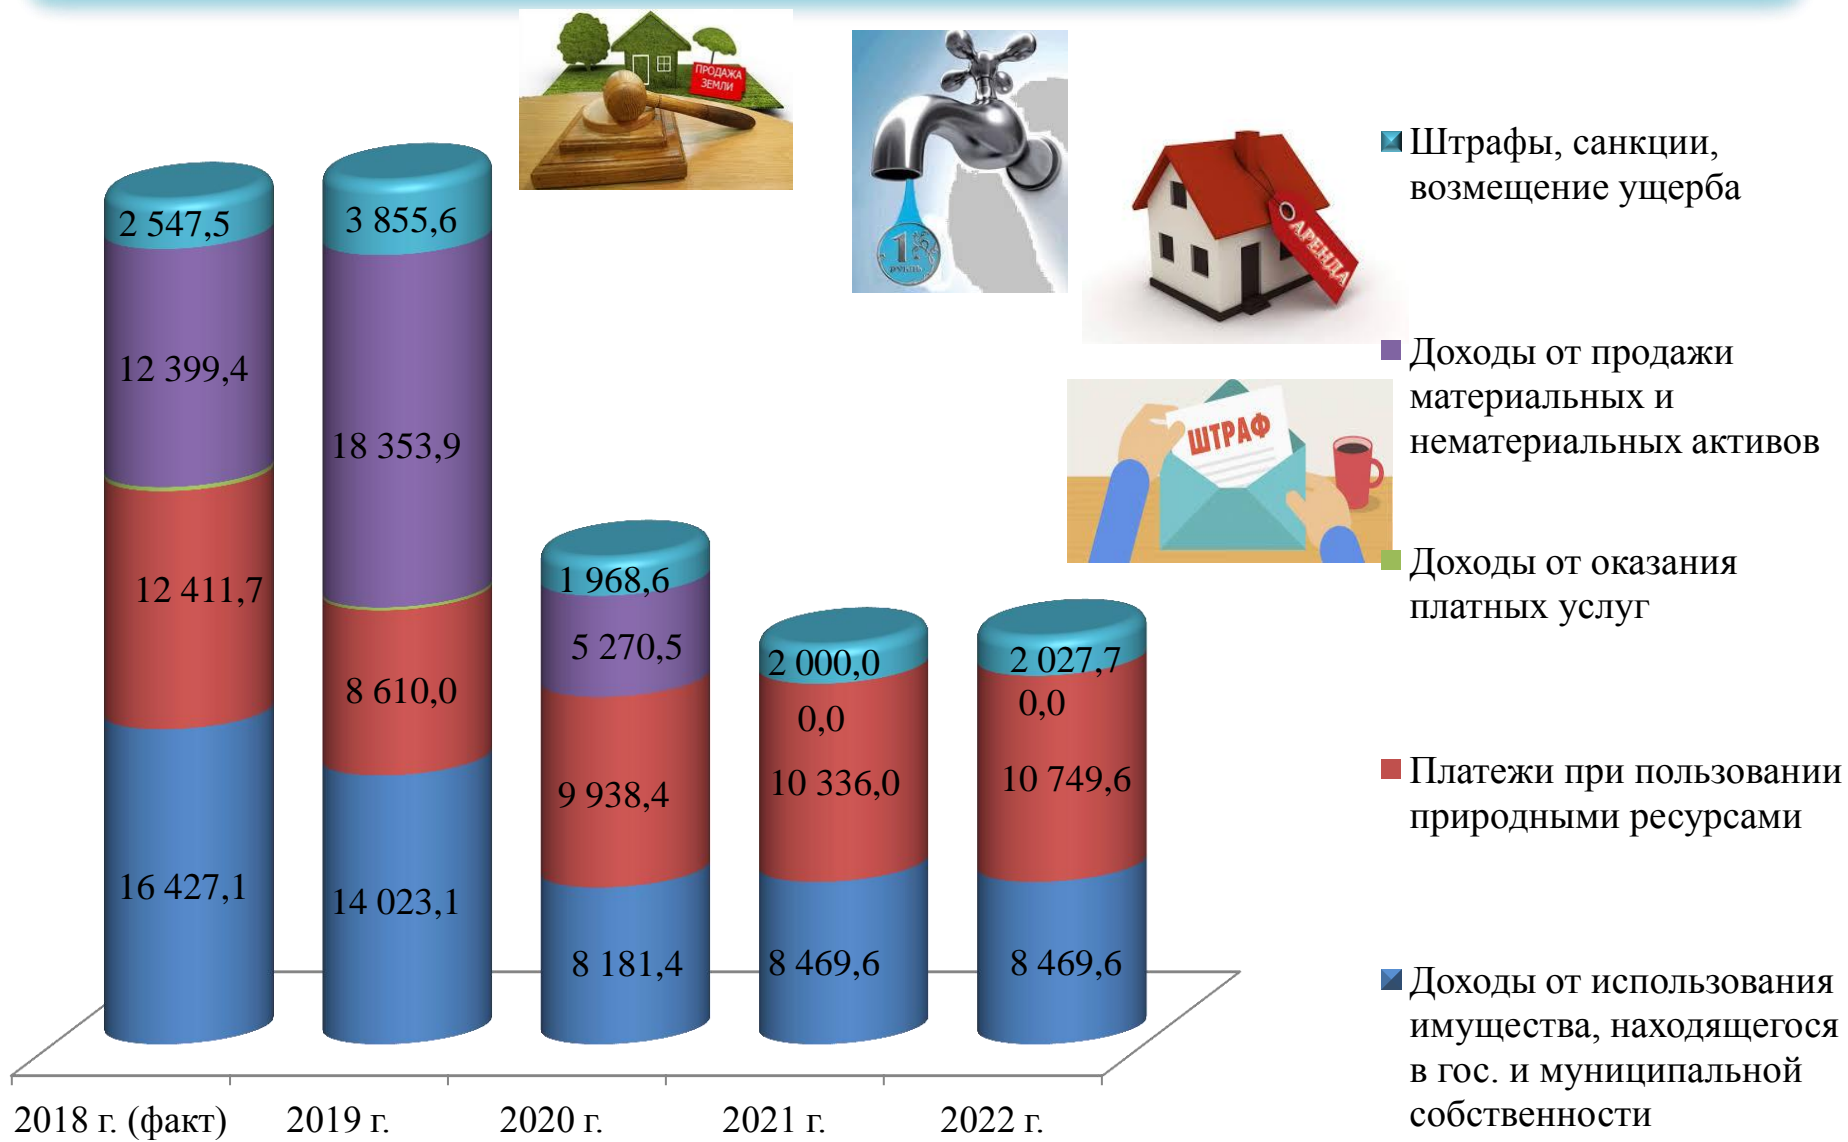 ПРОДАЖА
ЗЕМЛИ
1
РУБЛЬ
АРЕНДА
ШТРАФ
2 547,5
12 399,4
12 411,7
16 427,1
3 855,6
18 353,9
8 610,0
14 023,1
1 968,6
5 270,5
9 938,4
8 181,4
2 000,0
0,0
10 336,0
8 469,6
2 027,7
0,0
10 749,6
8 469,6
2018 г. (факт)
2019 г.
2020 г.
2021 г.
2022 г.
Штрафы, санкции,
возмещение ущерба
Доходы от продажи
материальных и
нематериальных активов
Доходы от оказания
платных услуг
Платежи при пользовании
природными ресурсами
Доходы от использования
имущества, находящегося
в гос. и муниципальной
собственности